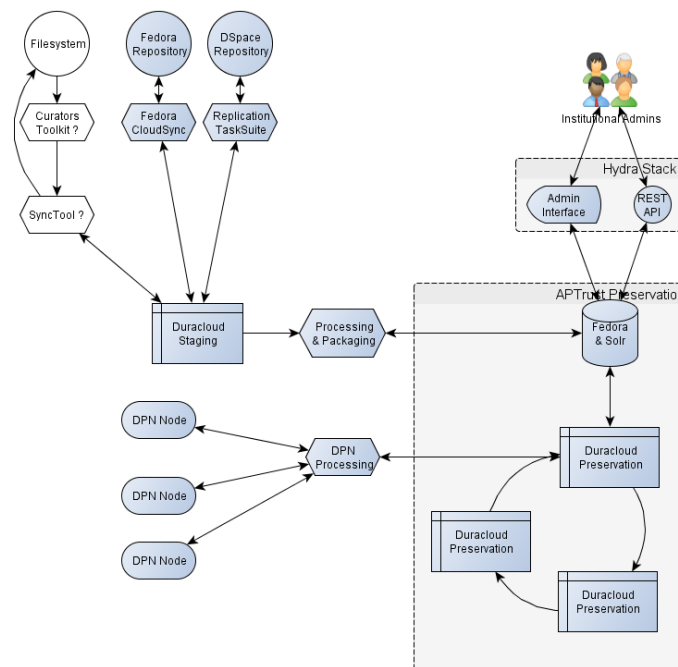 Filesystem
Fedora
Repository
DSpace
Repository
Curators
Toolkit ?
Fedora
CloudSync
Replication
TaskSuite
Institutional Admins
Hydra Stack
SyncTool ?
Admin
Interface
REST
API
APTrust Preservatio
Duracloud
Staging
Processing
& Packaging
Fedora
& Solr
DPN Node
DPN
Processing
Duracloud
Preservation
DPN Node
Duracloud
Preservation
DPN Node
Duracloud
Preservation